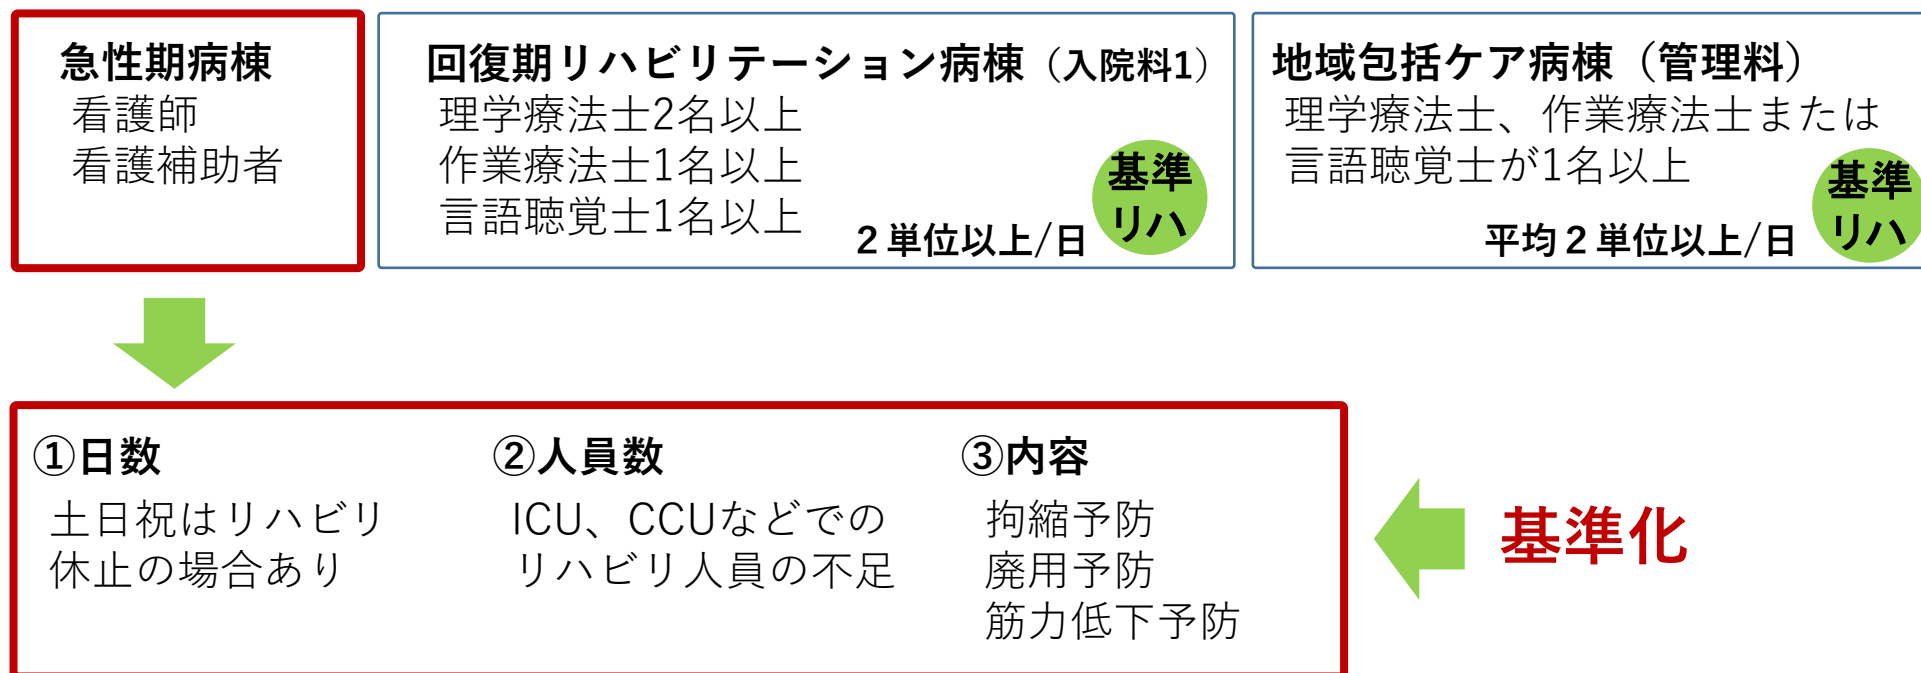 急性期病棟
看護師
看護補助者
回復期リハビリテーション病棟（入院料1）
理学療法士2名以上
作業療法士1名以上
言語聴覚士1名以上
２単位以上/日
基準
リハ
地域包括ケア病棟（管理料）
理学療法士、作業療法士または
言語聴覚士が1名以上
平均２単位以上/日
基準
リハ
①日数
土日祝はリハビリ
休止の場合あり
②人員数
ICU、CCUなどでの
リハビリ人員の不足
③内容
拘縮予防
廃用予防
筋力低下予防
基準化